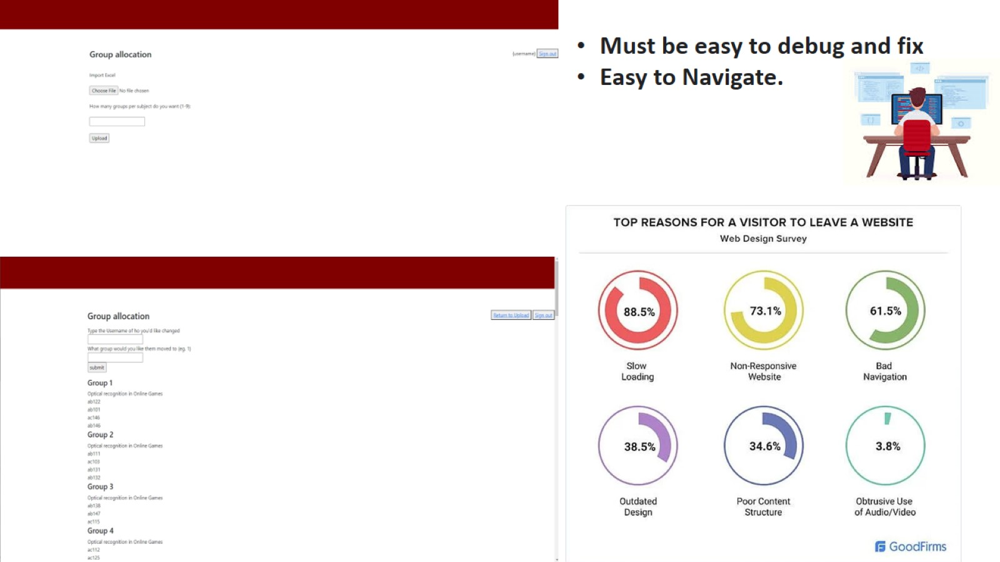 Group allocation
(username) Sign out
Import Excel
Choose File No file chosen
How many groups per subject do you want (1-9):
Upload
Group allocation
Return to Upload Sign out
Type the Username of ho you'd like changed
What group would you like them moved to (eg. 1)
submit
Group 1
Optical recognition in Online Games
ab122
ab101
ac146
ab146
Group 2
Optical recognition in Online Games
ab111
ac103
ab131
ab132
Group 3
Optical recognition in Online Games
ab138
ab147
ac115
Group 4
Optical recognition in Online Games
ac112
ac125
• Must be easy to debug and fix
• Easy to Navigate.
TOP REASONS FOR A VISITOR TO LEAVE A WEBSITE
Web Design Survey
88.5%
Slow
Loading
73.1%
Non-Responsive
Website
61.5%
Bad
Navigation
38.5%
Outdated
Design
34.6%
Poor Content
Structure
3.8%
Obtrusive Use
of Audio/Video
GoodFirms